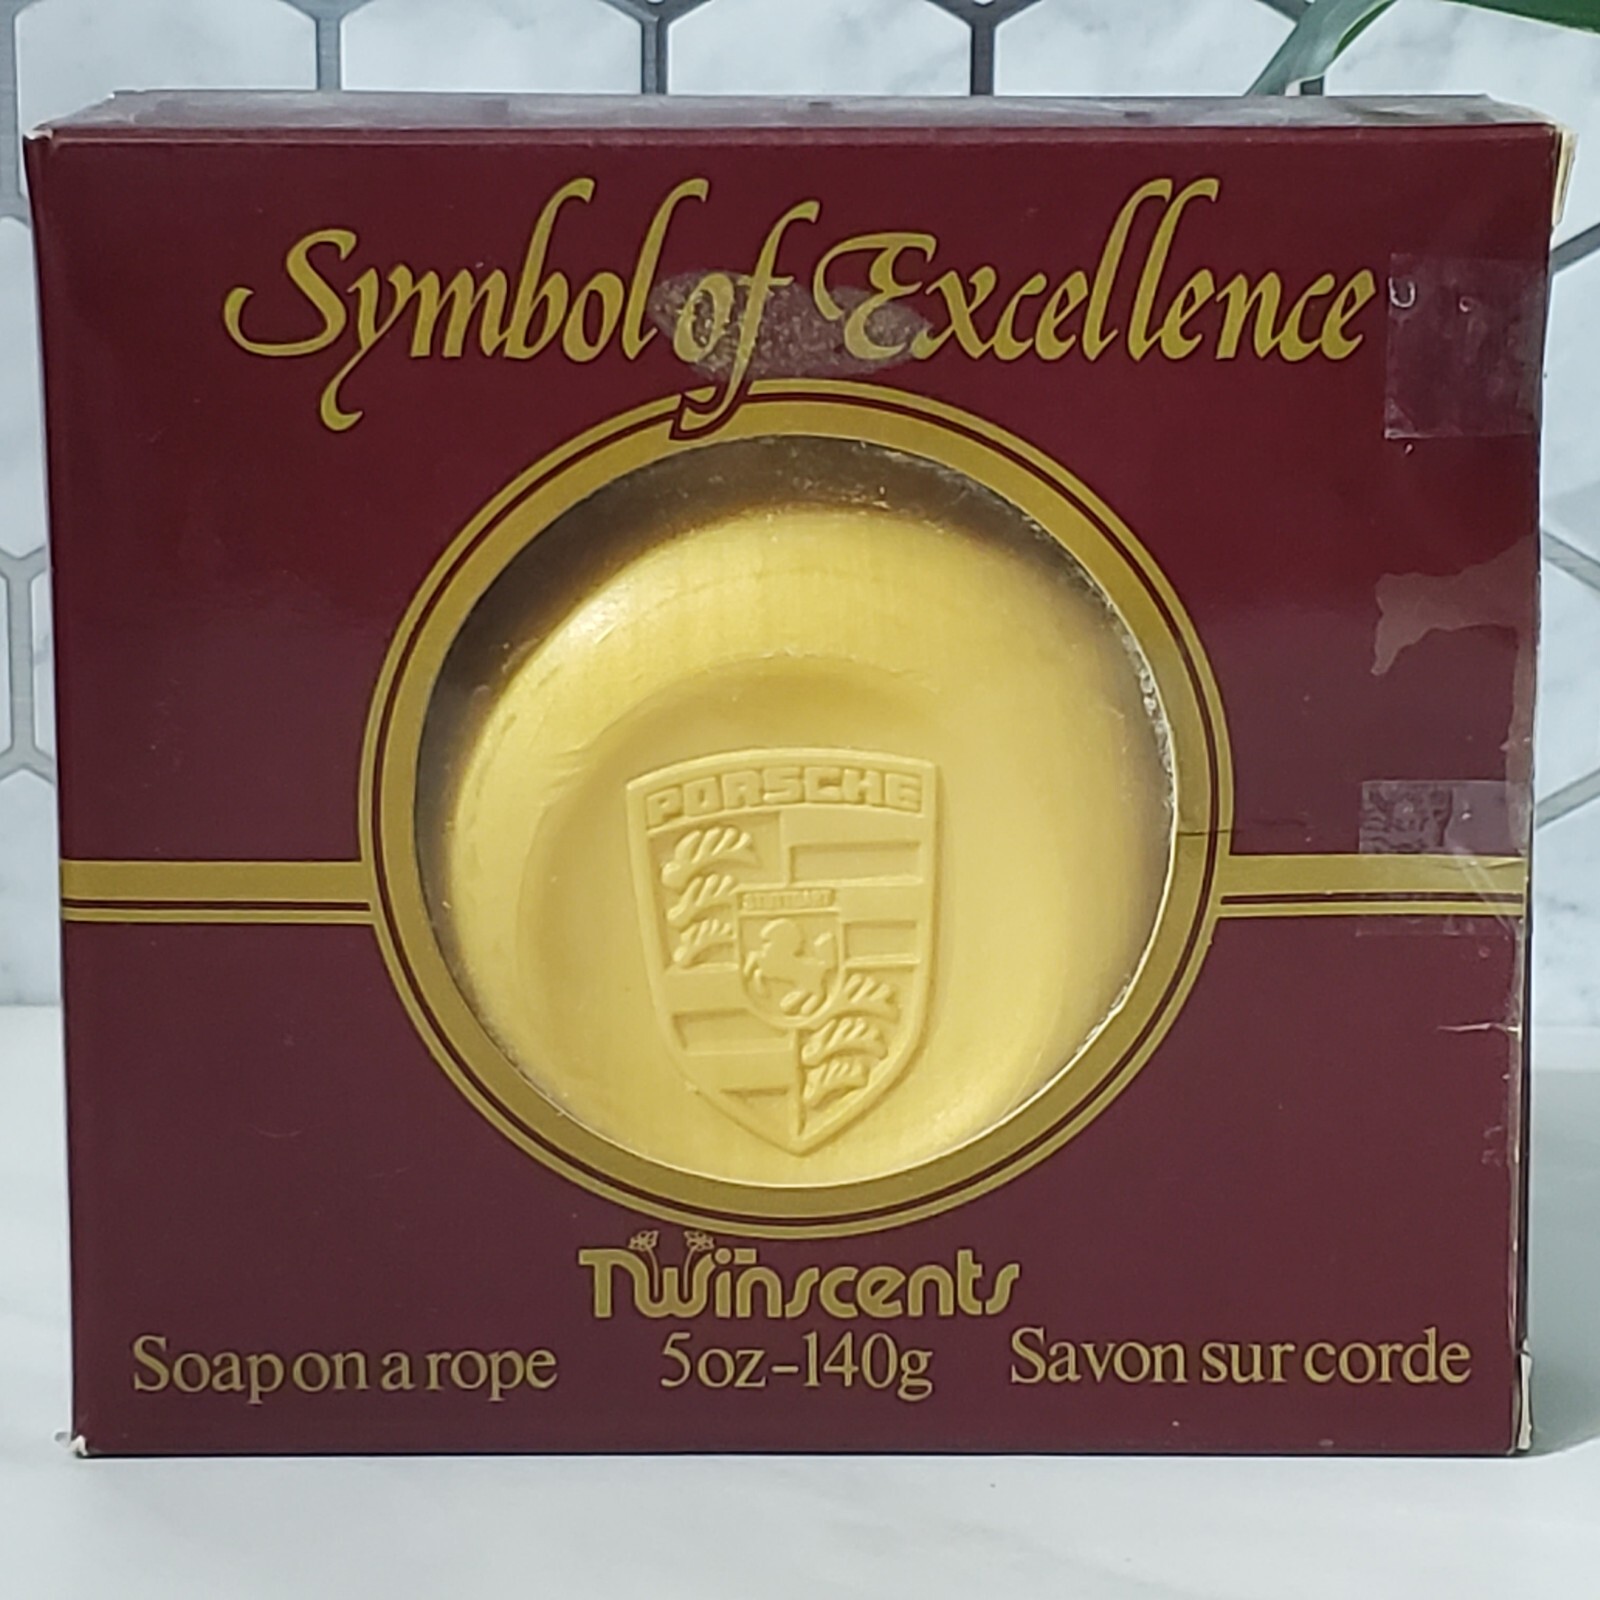 Symbol of Excellence
PORSCHE
STUTTGART
Twinscents
Soap on a rope 5oz-140g Savon sur corde